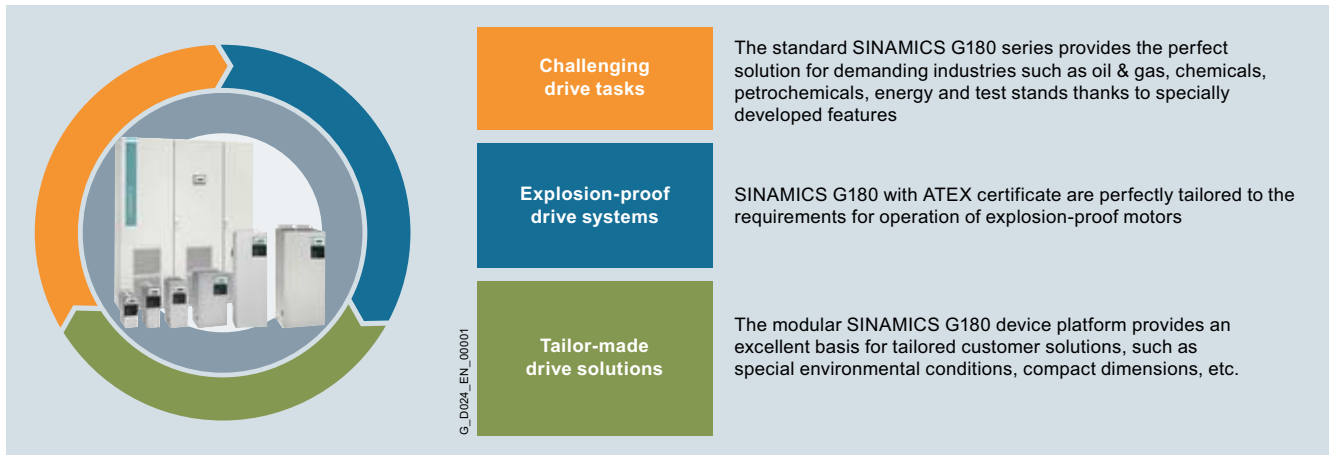 Challenging
drive tasks
The standard SINAMICS G180 series provides the perfect
solution for demanding industries such as oil & gas, chemicals,
petrochemicals, energy and test stands thanks to specially
developed features
Explosion-proof
drive systems
SINAMICS G180 with ATEX certificate are perfectly tailored to the
requirements for operation of explosion-proof motors
Tailor-made
drive solutions
The modular SINAMICS G180 device platform provides an
excellent basis for tailored customer solutions, such as
special environmental conditions, compact dimensions, etc.
G_D024_EN_00001